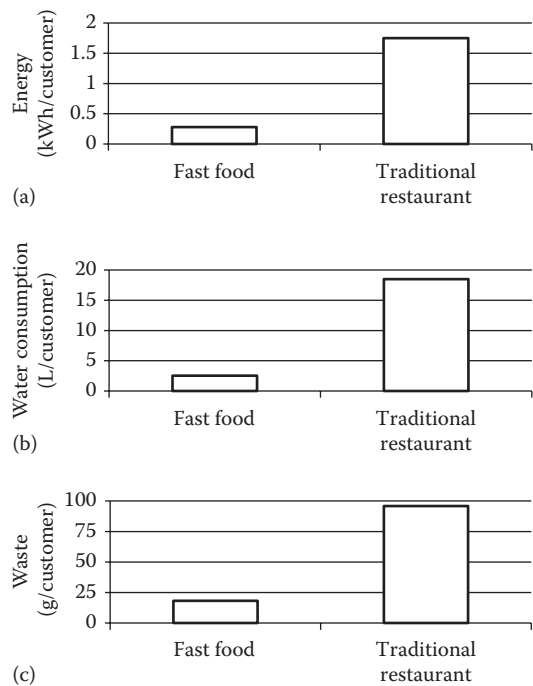 Energy
(kWh/customer)
2
1.5
1
0.5
0
Fast food
Traditional
restaurant
(a)
Water consumption
(L/customer)
20
15
10
5
0
Fast food
Traditional
restaurant
(b)
Waste
(g/customer)
100
75
50
25
0
Fast food
Traditional
restaurant
(c)